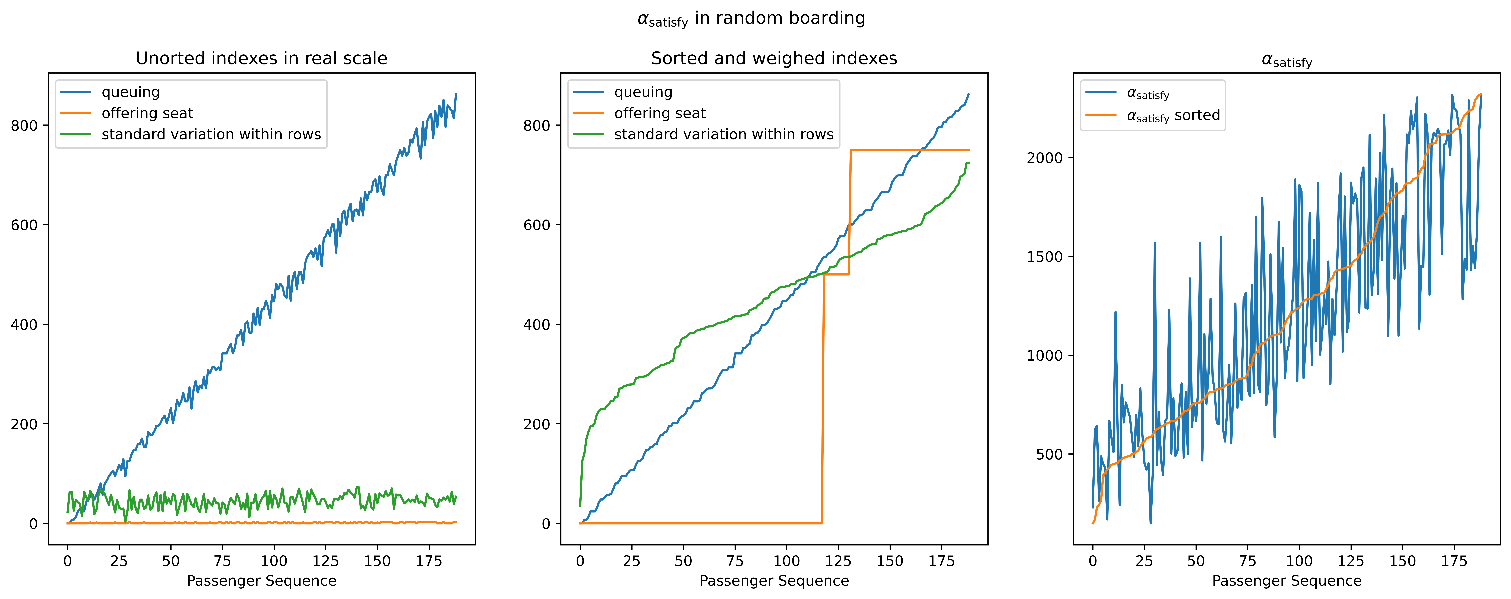 α_satisfy in random boarding
Unorted indexes in real scale
queuing
offering seat
standard variation within rows
800
600
400
200
0
0 25 50 75 100 125 150 175
Passenger Sequence
Sorted and weighed indexes
queuing
offering seat
standard variation within rows
800
600
400
200
0
0 25 50 75 100 125 150 175
Passenger Sequence
α_satisfy
α_satisfy
α_satisfy sorted
2000
1500
1000
500
0 25 50 75 100 125 150 175
Passenger Sequence